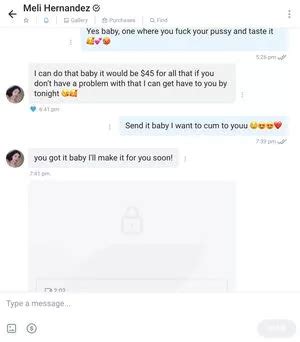 Meli Hernandez
Gallery
Purchases
Find
Yes baby, one where you fuck your pussy and taste it
🥰💕🥵
5:26 pm
I can do that baby it would be $45 for all that if you
don't have a problem with that I can get have to you by
tonight 😘🥰
6:41 pm
Send it baby I want to cum to youu 😩😍😍❤️
7:33 pm
you got it baby I'll make it for you soon!
7:41 pm
2:02
Type a message...